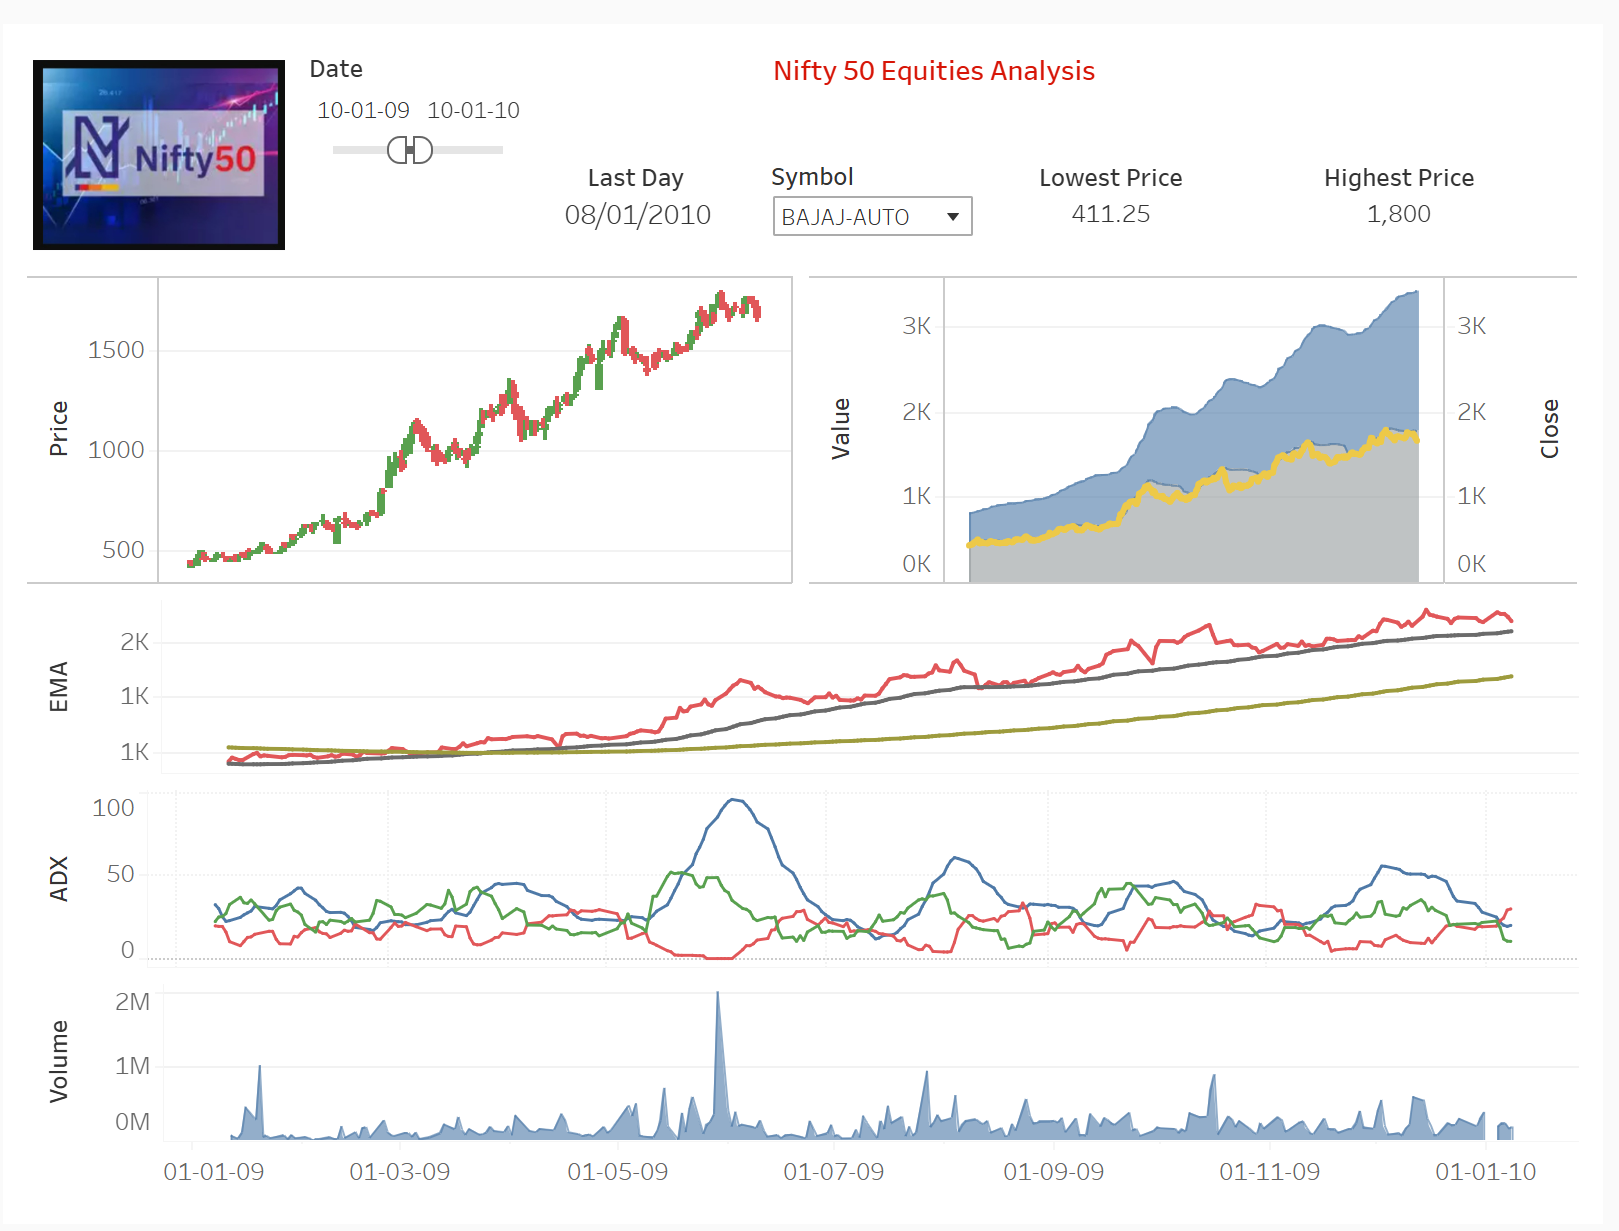 Nifty50
Date
10-01-09 10-01-10
Nifty 50 Equities Analysis
Last Day
08/01/2010
Symbol
BAJAJ-AUTO
Lowest Price
411.25
Highest Price
1,800
Price
1500
1000
500
Value
3K
2K
1K
0K
3K
2K
1K
0K
Close
EMA
2K
1K
1K
ADX
100
50
0
Volume
2M
1M
0M
01-01-09 01-03-09 01-05-09 01-07-09 01-09-09 01-11-09 01-01-10